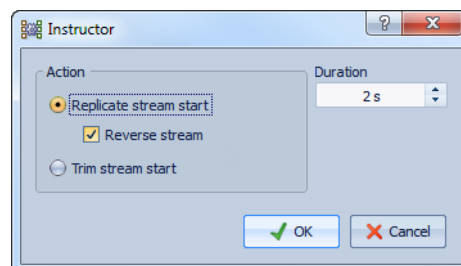 Instructor
?
Action
Duration
Replicate stream start
2 s
Reverse stream
Trim stream start
OK
Cancel